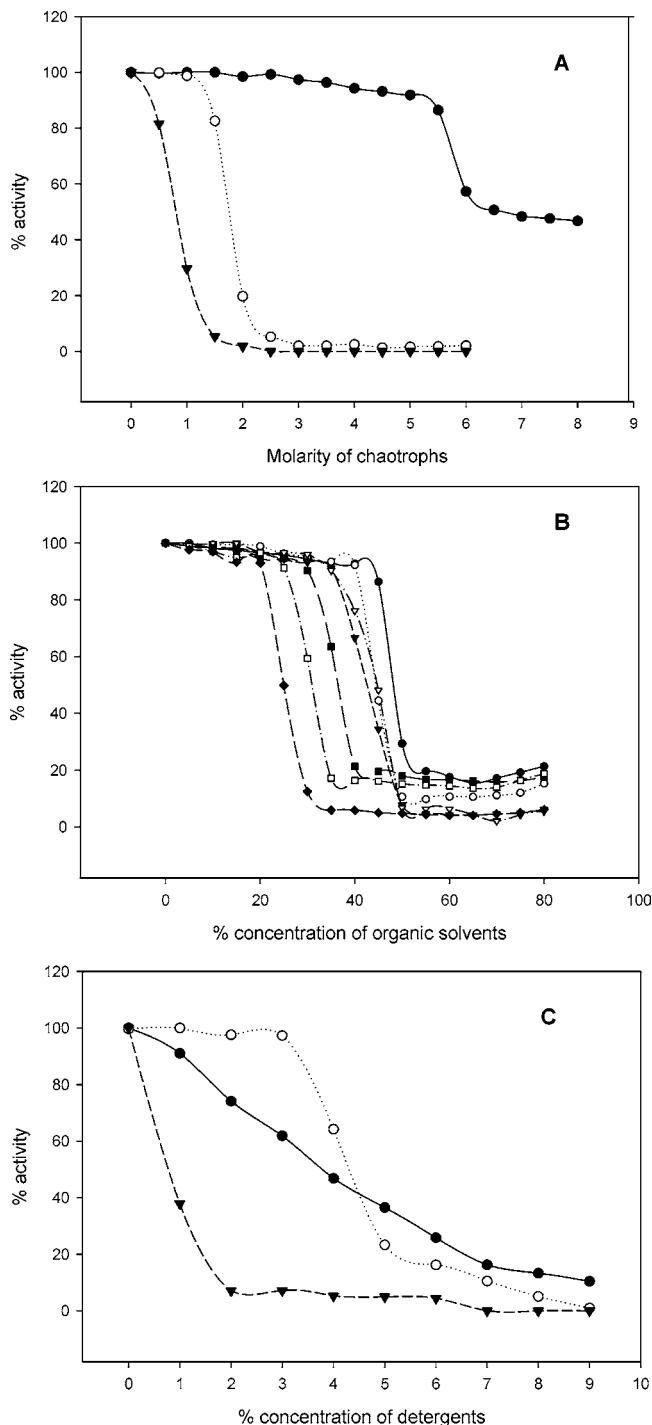 120
100
80
60
40
20
0
% activity
A
0 1 2 3 4 5 6 7 8 9
Molarity of chaotrophs
120
100
80
60
40
20
0
% activity
B
0 20 40 60 80 100
% concentration of organic solvents
120
100
80
60
40
20
0
% activity
C
0 1 2 3 4 5 6 7 8 9 10
% concentration of detergents